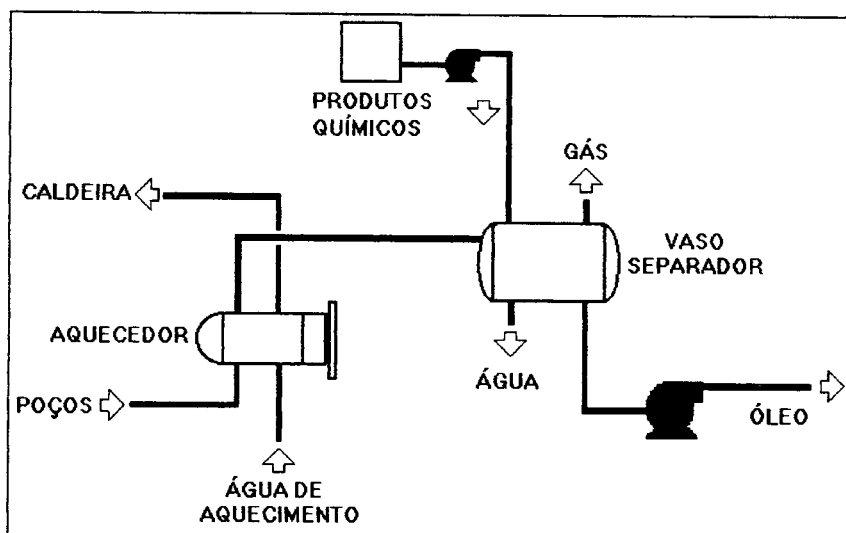 PRODUTOS
QUÍMICOS
GÁS
CALDEIRA
VASO
SEPARADOR
AQUECEDOR
ÁGUA
POÇOS
ÓLEO
ÁGUA DE
AQUECIMENTO